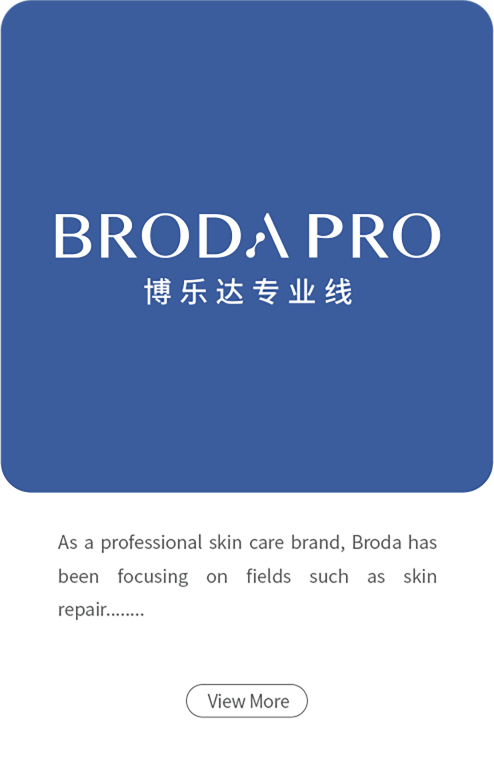 BRODA PRO
博乐达专业线
As a professional skin care brand, Broda has
been focusing on fields such as skin
repair........
View More